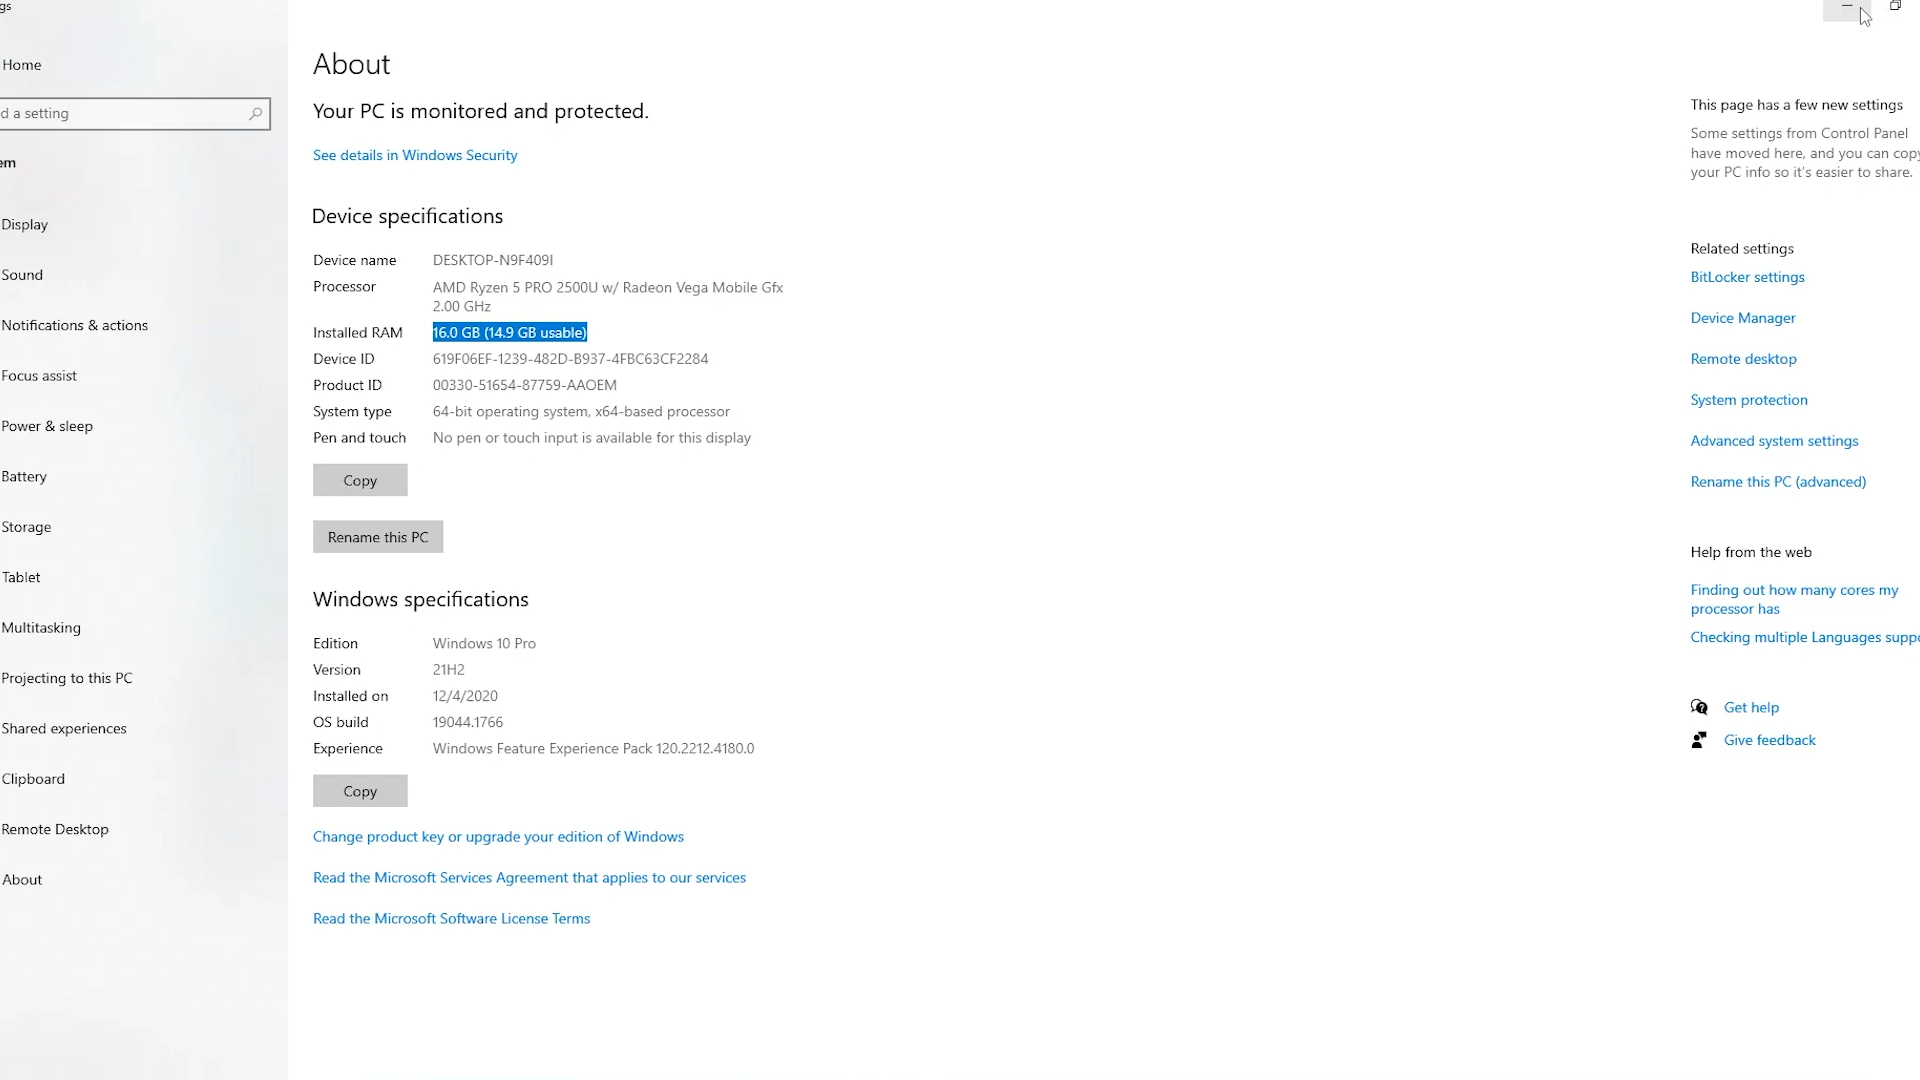 gs
Home
d a setting
em
Display
Sound
Notifications & actions
Focus assist
Power & sleep
Battery
Storage
Tablet
Multitasking
Projecting to this PC
Shared experiences
Clipboard
Remote Desktop
About
About
Your PC is monitored and protected.
See details in Windows Security
Device specifications
Device name DESKTOP-N9F409I
Processor AMD Ryzen 5 PRO 2500U w/ Radeon Vega Mobile Gfx
2.00 GHz
Installed RAM 16.0 GB (14.9 GB usable)
Device ID 619F06EF-1239-482D-B937-4FBC63CF2284
Product ID 00330-51654-87759-AAOEM
System type 64-bit operating system, x64-based processor
Pen and touch No pen or touch input is available for this display
Copy
Rename this PC
Windows specifications
Edition Windows 10 Pro
Version 21H2
Installed on 12/4/2020
OS build 19044.1766
Experience Windows Feature Experience Pack 120.2212.4180.0
Copy
Change product key or upgrade your edition of Windows
Read the Microsoft Services Agreement that applies to our services
Read the Microsoft Software License Terms
This page has a few new settings
Some settings from Control Panel
have moved here, and you can copy
your PC info so it's easier to share.
Related settings
BitLocker settings
Device Manager
Remote desktop
System protection
Advanced system settings
Rename this PC (advanced)
Help from the web
Finding out how many cores my
processor has
Checking multiple Languages suppo
Get help
Give feedback